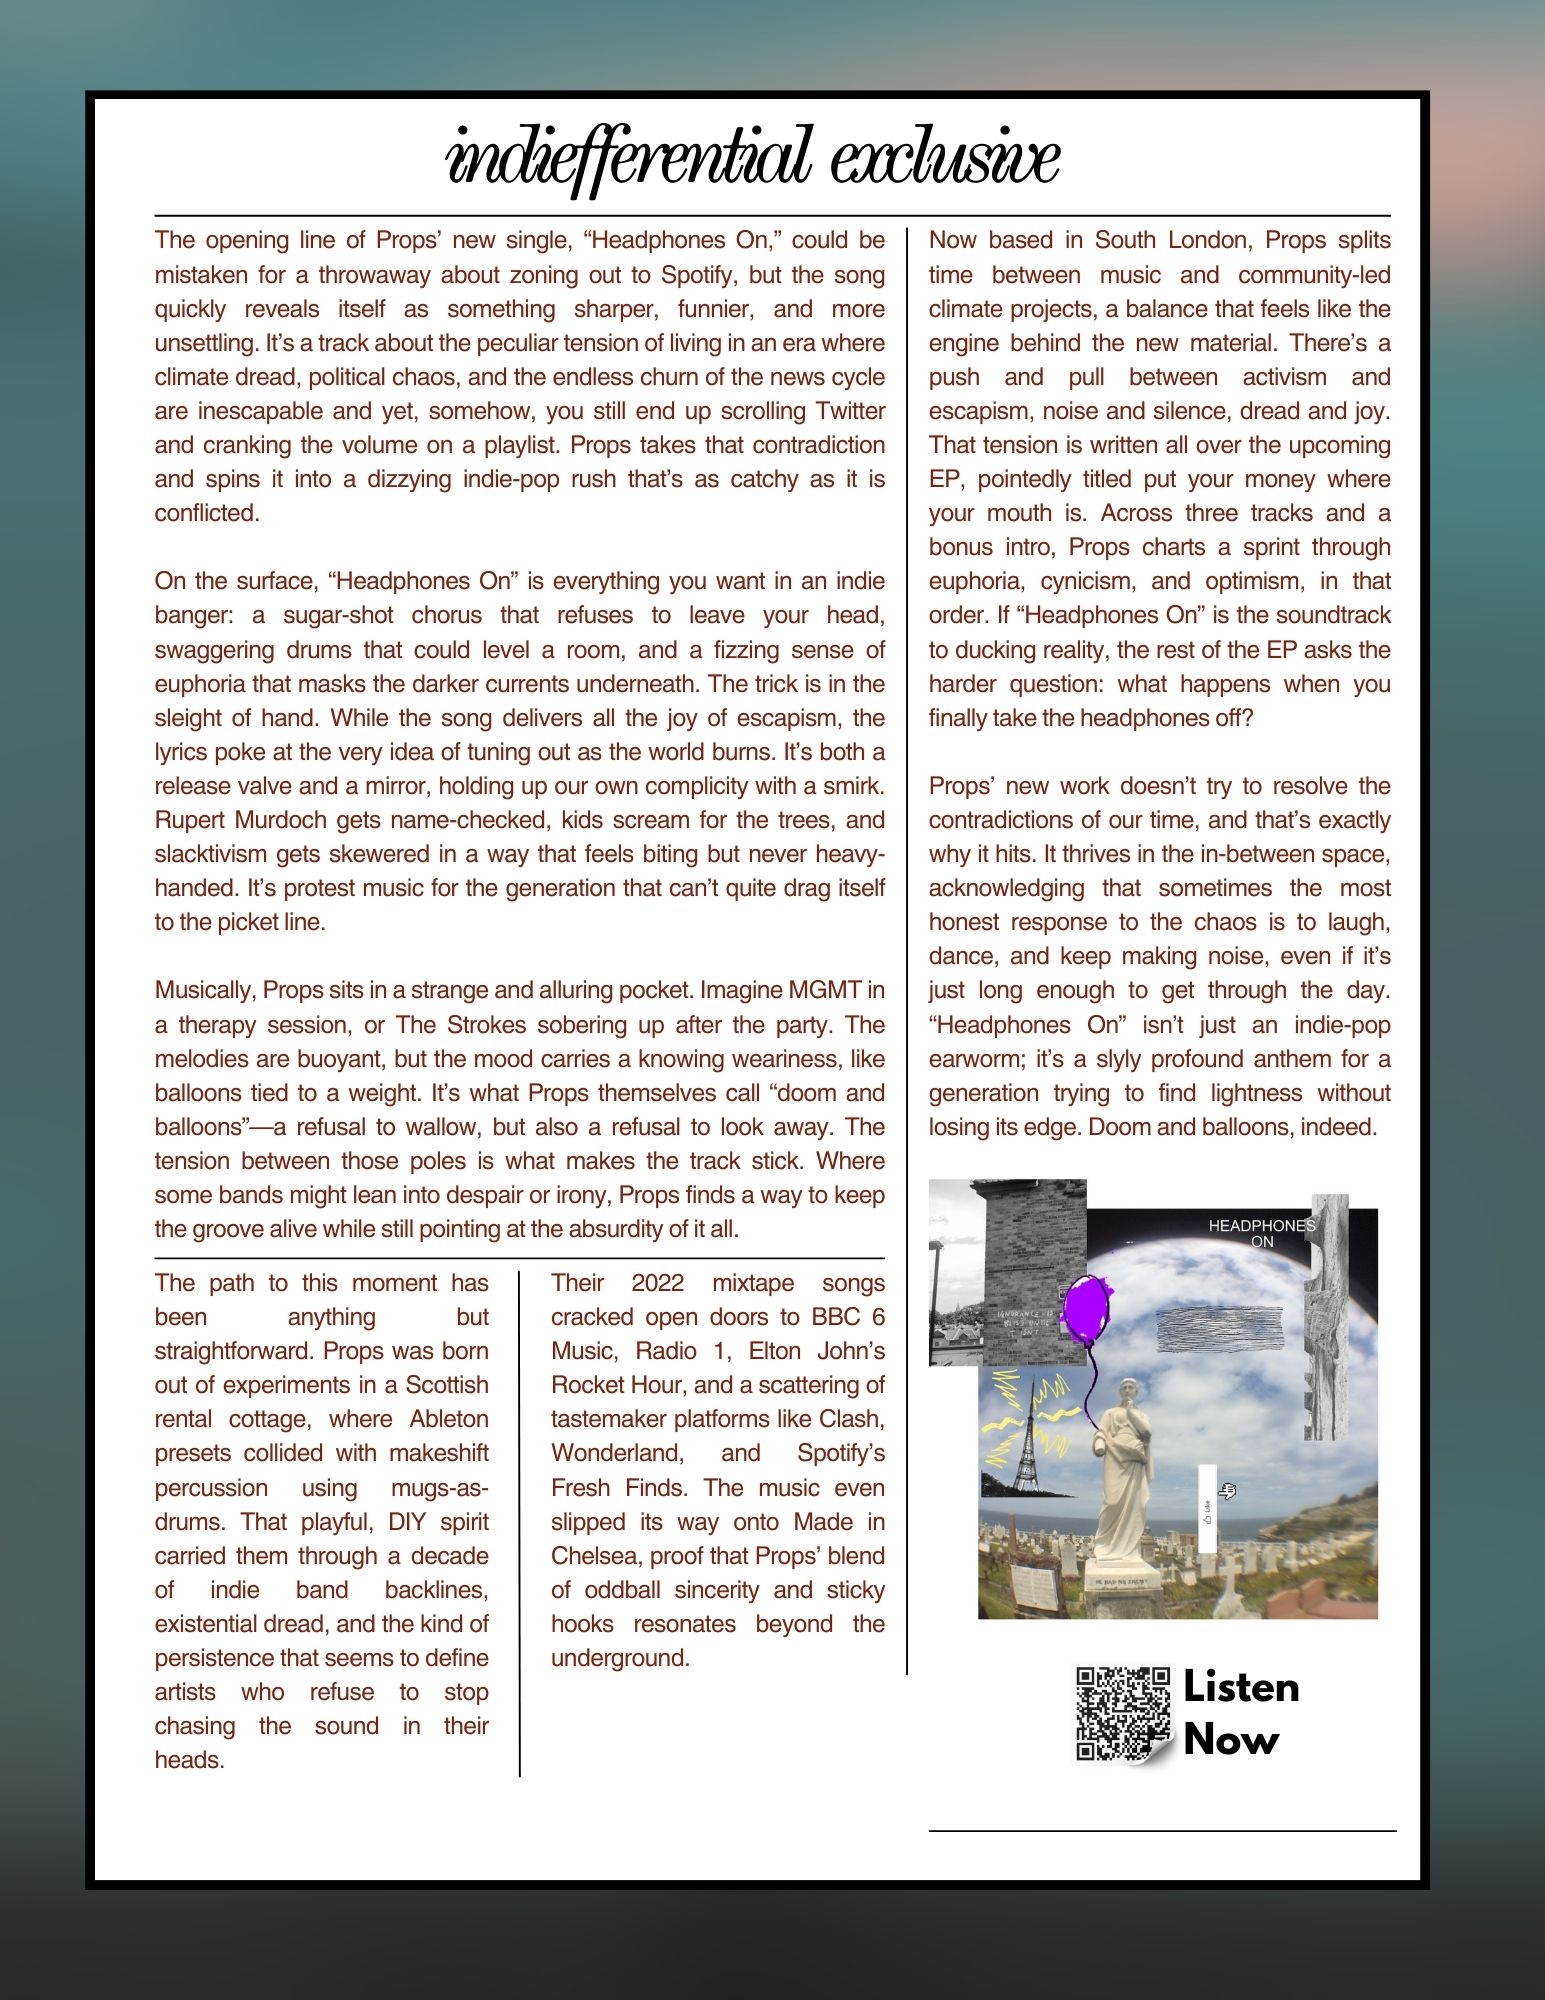 indiefferential exclusive
The opening line of Props’ new single, “Headphones On,” could be
mistaken for a throwaway about zoning out to Spotify, but the song
quickly reveals itself as something sharper, funnier, and more
unsettling. It’s a track about the peculiar tension of living in an era where
climate dread, political chaos, and the endless churn of the news cycle
are inescapable and yet, somehow, you still end up scrolling Twitter
and cranking the volume on a playlist. Props takes that contradiction
and spins it into a dizzying indie-pop rush that’s as catchy as it is
conflicted.
On the surface, “Headphones On” is everything you want in an indie
banger: a sugar-shot chorus that refuses to leave your head,
swaggering drums that could level a room, and a fizzing sense of
euphoria that masks the darker currents underneath. The trick is in the
sleight of hand. While the song delivers all the joy of escapism, the
lyrics poke at the very idea of tuning out as the world burns. It’s both a
release valve and a mirror, holding up our own complicity with a smirk.
Rupert Murdoch gets name-checked, kids scream for the trees, and
slacktivism gets skewered in a way that feels biting but never heavy-
handed. It’s protest music for the generation that can’t quite drag itself
to the picket line.
Musically, Props sits in a strange and alluring pocket. Imagine MGMT in
a therapy session, or The Strokes sobering up after the party. The
melodies are buoyant, but the mood carries a knowing weariness, like
balloons tied to a weight. It’s what Props themselves call “doom and
balloons”—a refusal to wallow, but also a refusal to look away. The
tension between those poles is what makes the track stick. Where
some bands might lean into despair or irony, Props finds a way to keep
the groove alive while still pointing at the absurdity of it all.
The path to this moment has
been anything but
straightforward. Props was born
out of experiments in a Scottish
rental cottage, where Ableton
presets collided with makeshift
percussion using mugs-as-
drums. That playful, DIY spirit
carried them through a decade
of indie band backlines,
existential dread, and the kind of
persistence that seems to define
artists who refuse to stop
chasing the sound in their
heads.
Their 2022 mixtape songs
cracked open doors to BBC 6
Music, Radio 1, Elton John’s
Rocket Hour, and a scattering of
tastemaker platforms like Clash,
Wonderland, and Spotify’s
Fresh Finds. The music even
slipped its way onto Made in
Chelsea, proof that Props’ blend
of oddball sincerity and sticky
hooks resonates beyond the
underground.
Now based in South London, Props splits
time between music and community-led
climate projects, a balance that feels like the
engine behind the new material. There’s a
push and pull between activism and
escapism, noise and silence, dread and joy.
That tension is written all over the upcoming
EP, pointedly titled put your money where
your mouth is. Across three tracks and a
bonus intro, Props charts a sprint through
euphoria, cynicism, and optimism, in that
order. If “Headphones On” is the soundtrack
to ducking reality, the rest of the EP asks the
harder question: what happens when you
finally take the headphones off?
Props’ new work doesn’t try to resolve the
contradictions of our time, and that’s exactly
why it hits. It thrives in the in-between space,
acknowledging that sometimes the most
honest response to the chaos is to laugh,
dance, and keep making noise, even if it’s
just long enough to get through the day.
“Headphones On” isn’t just an indie-pop
earworm; it’s a slyly profound anthem for a
generation trying to find lightness without
losing its edge. Doom and balloons, indeed.
HEADPHONES
ON
IGNORANCE IS
BLISS UNTIL
IT ISN'T
Like
HE HAD NO ENEMY
Listen
Now